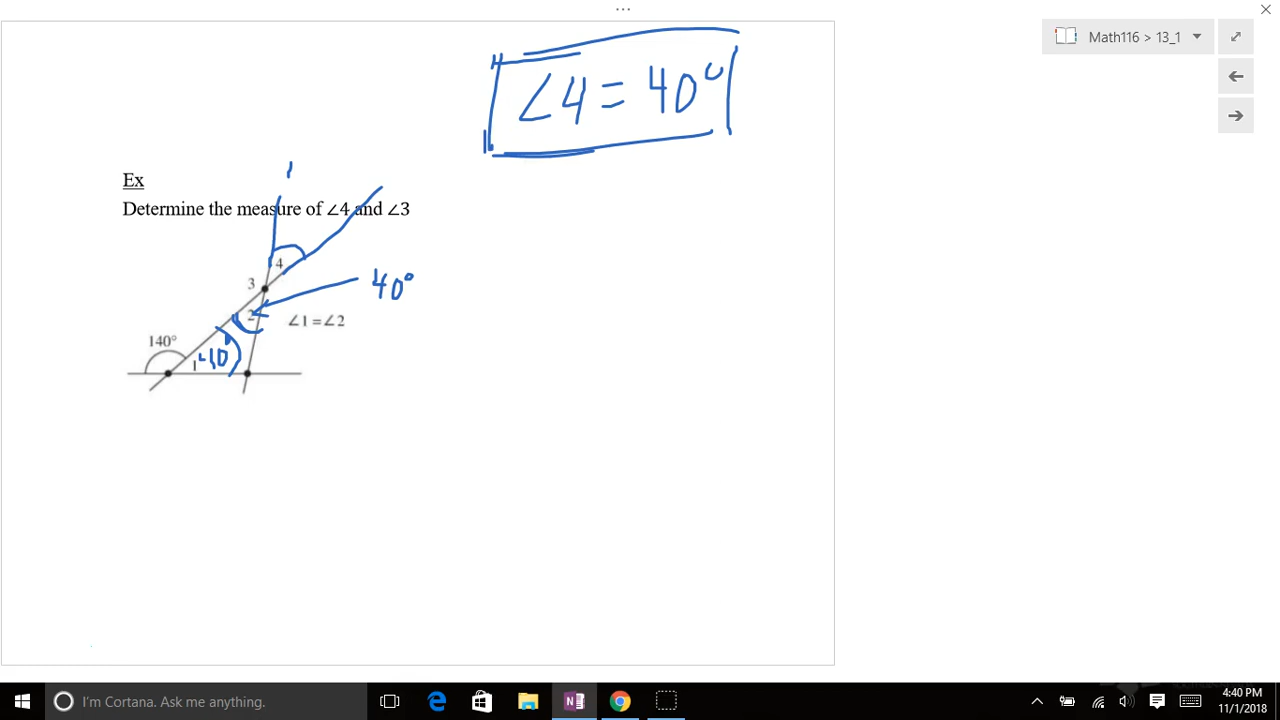 Math116 > 13_1
∠4 = 40°
Ex
Determine the measure of ∠4 and ∠3
4
3
40°
2
∠1 = ∠2
140°
1
40
I'm Cortana. Ask me anything.
4:40 PM
11/1/2018